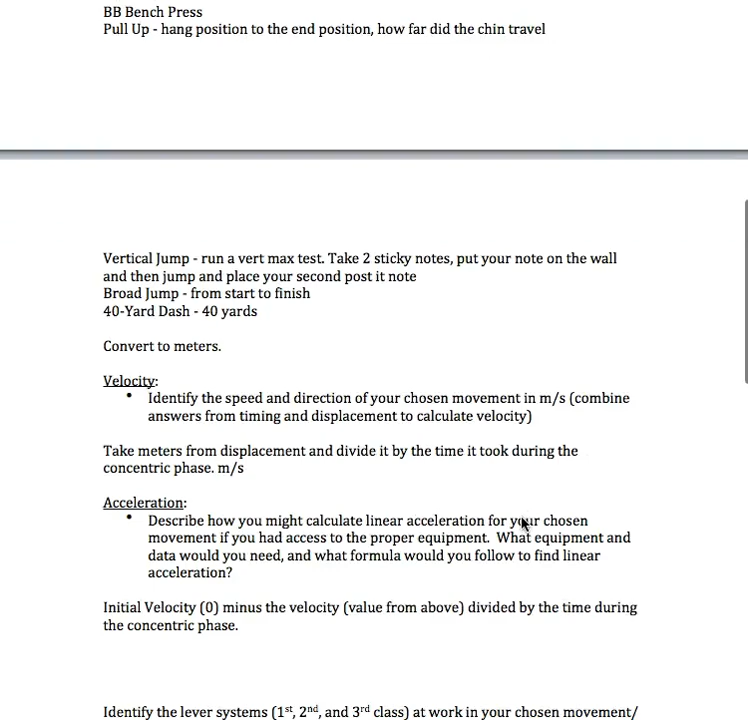 BB Bench Press
Pull Up - hang position to the end position, how far did the chin travel
Vertical Jump - run a vert max test. Take 2 sticky notes, put your note on the wall
and then jump and place your second post it note
Broad Jump - from start to finish
40-Yard Dash - 40 yards
Convert to meters.
Velocity:
• Identify the speed and direction of your chosen movement in m/s (combine
answers from timing and displacement to calculate velocity)
Take meters from displacement and divide it by the time it took during the
concentric phase. m/s
Acceleration:
• Describe how you might calculate linear acceleration for your chosen
movement if you had access to the proper equipment.  What equipment and
data would you need, and what formula would you follow to find linear
acceleration?
Initial Velocity (0) minus the velocity (value from above) divided by the time during
the concentric phase.
Identify the lever systems (1st, 2nd, and 3rd class) at work in your chosen movement/